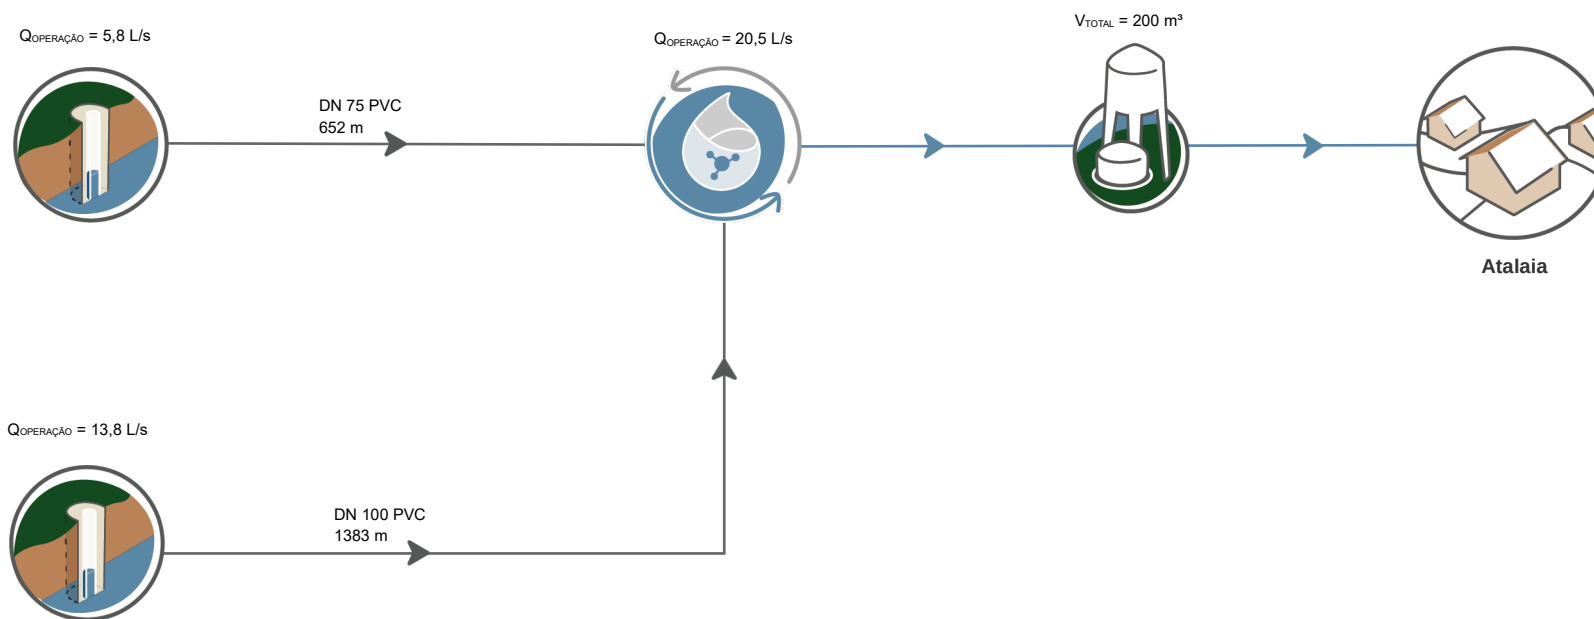 Qoperação = 5,8 L/s
DN 75 PVC
652 m
Qoperação = 20,5 L/s
Vtotal = 200 m³
Atalaia
Qoperação = 13,8 L/s
DN 100 PVC
1383 m